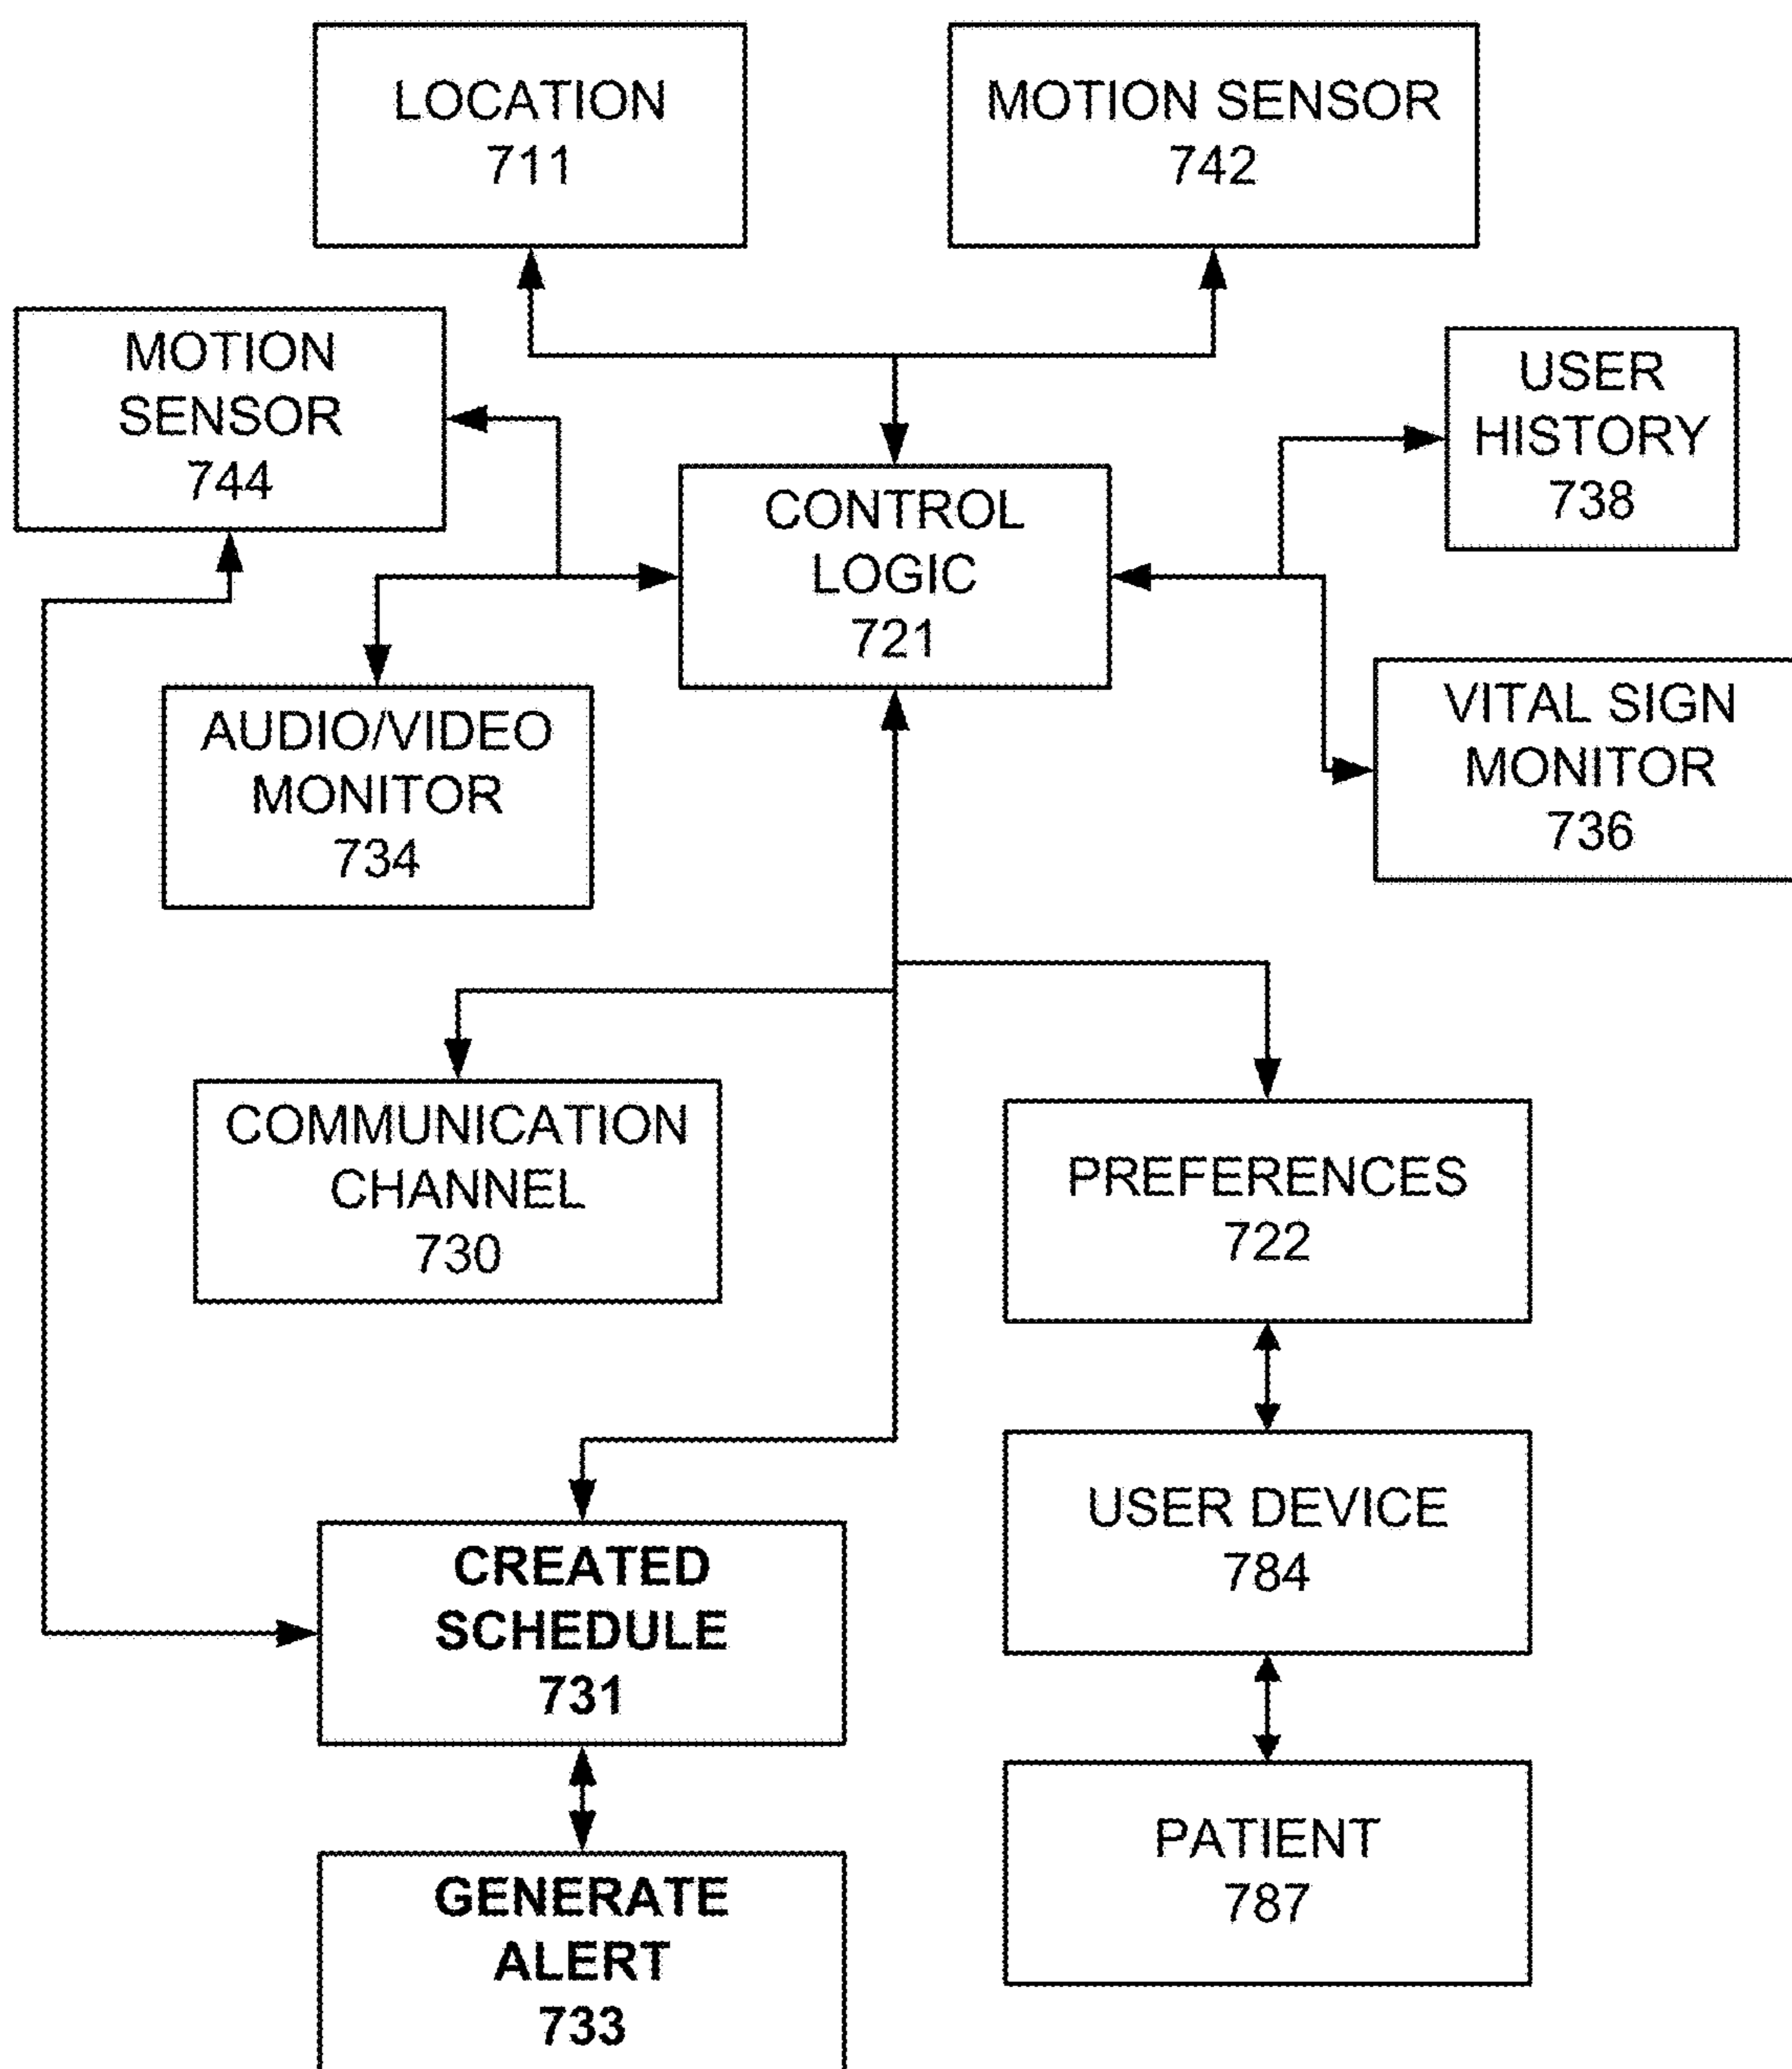 LOCATION
711
MOTION SENSOR
742
MOTION
SENSOR
744
USER
HISTORY
738
CONTROL
LOGIC
721
AUDIO/VIDEO
MONITOR
734
VITAL SIGN
MONITOR
736
COMMUNICATION
CHANNEL
730
PREFERENCES
722
USER DEVICE
784
CREATED
SCHEDULE
731
PATIENT
787
GENERATE
ALERT
733